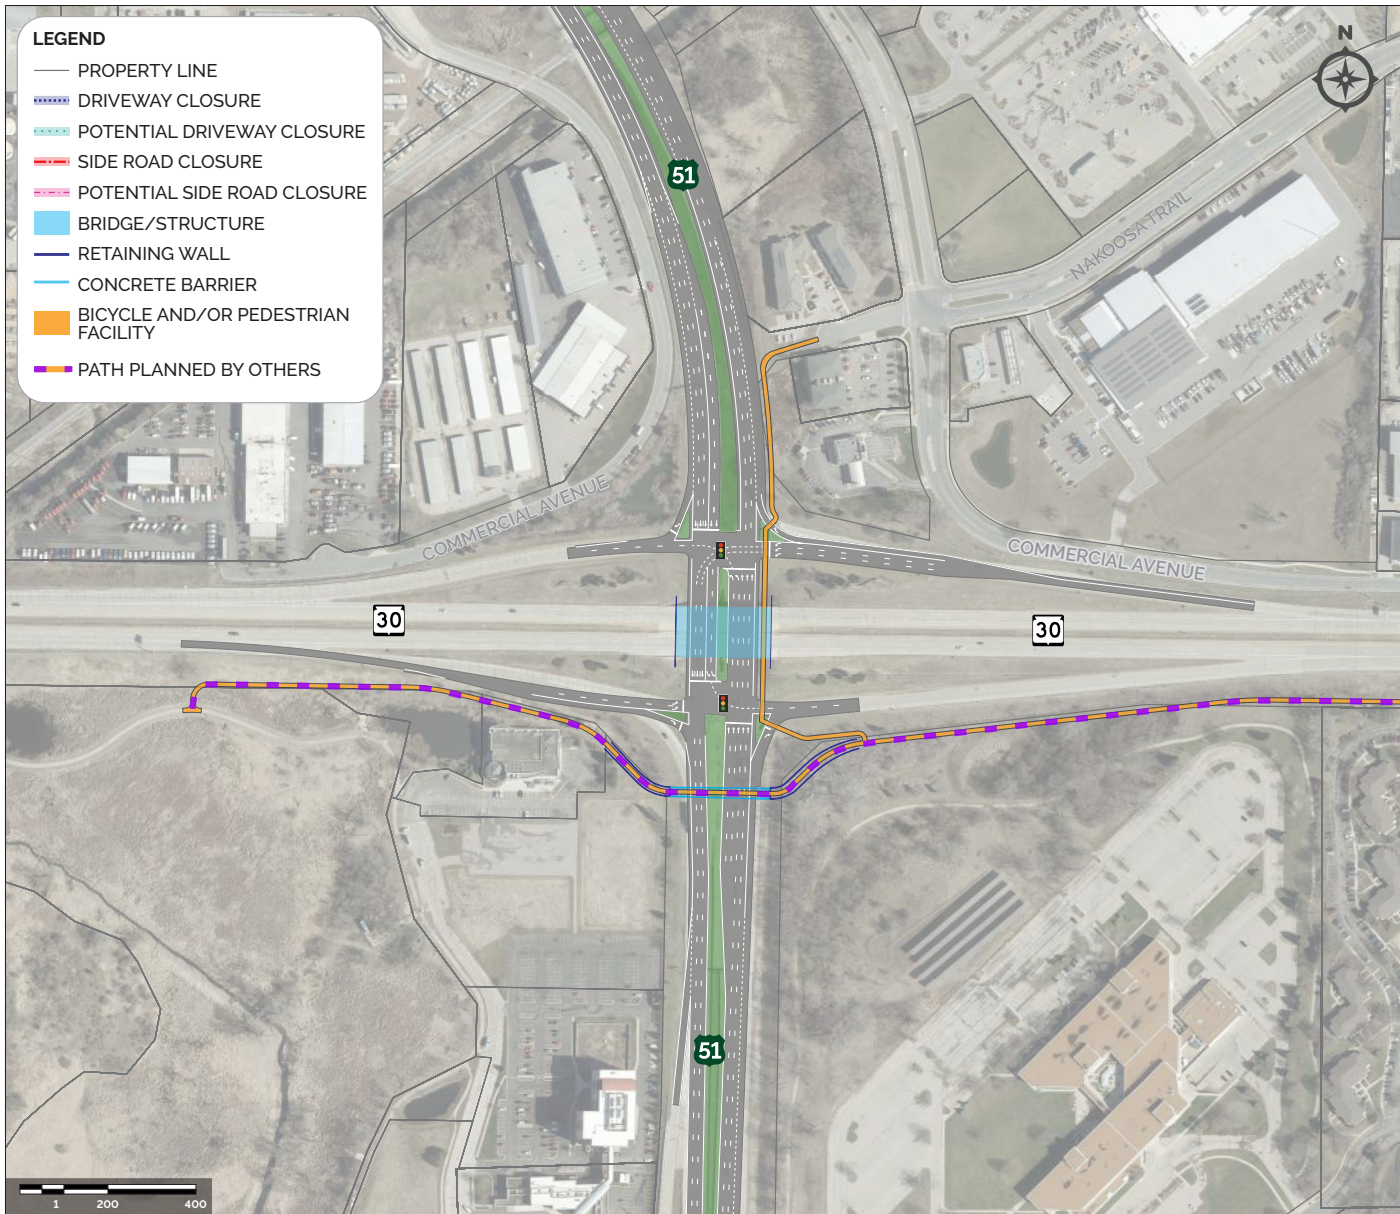 LEGEND
PROPERTY LINE
DRIVEWAY CLOSURE
POTENTIAL DRIVEWAY CLOSURE
SIDE ROAD CLOSURE
POTENTIAL SIDE ROAD CLOSURE
BRIDGE/STRUCTURE
RETAINING WALL
CONCRETE BARRIER
BICYCLE AND/OR PEDESTRIAN
FACILITY
PATH PLANNED BY OTHERS
N
51
NAKOOSA TRAIL
COMMERCIAL AVENUE
COMMERCIAL AVENUE
30
30
51
1 200 400